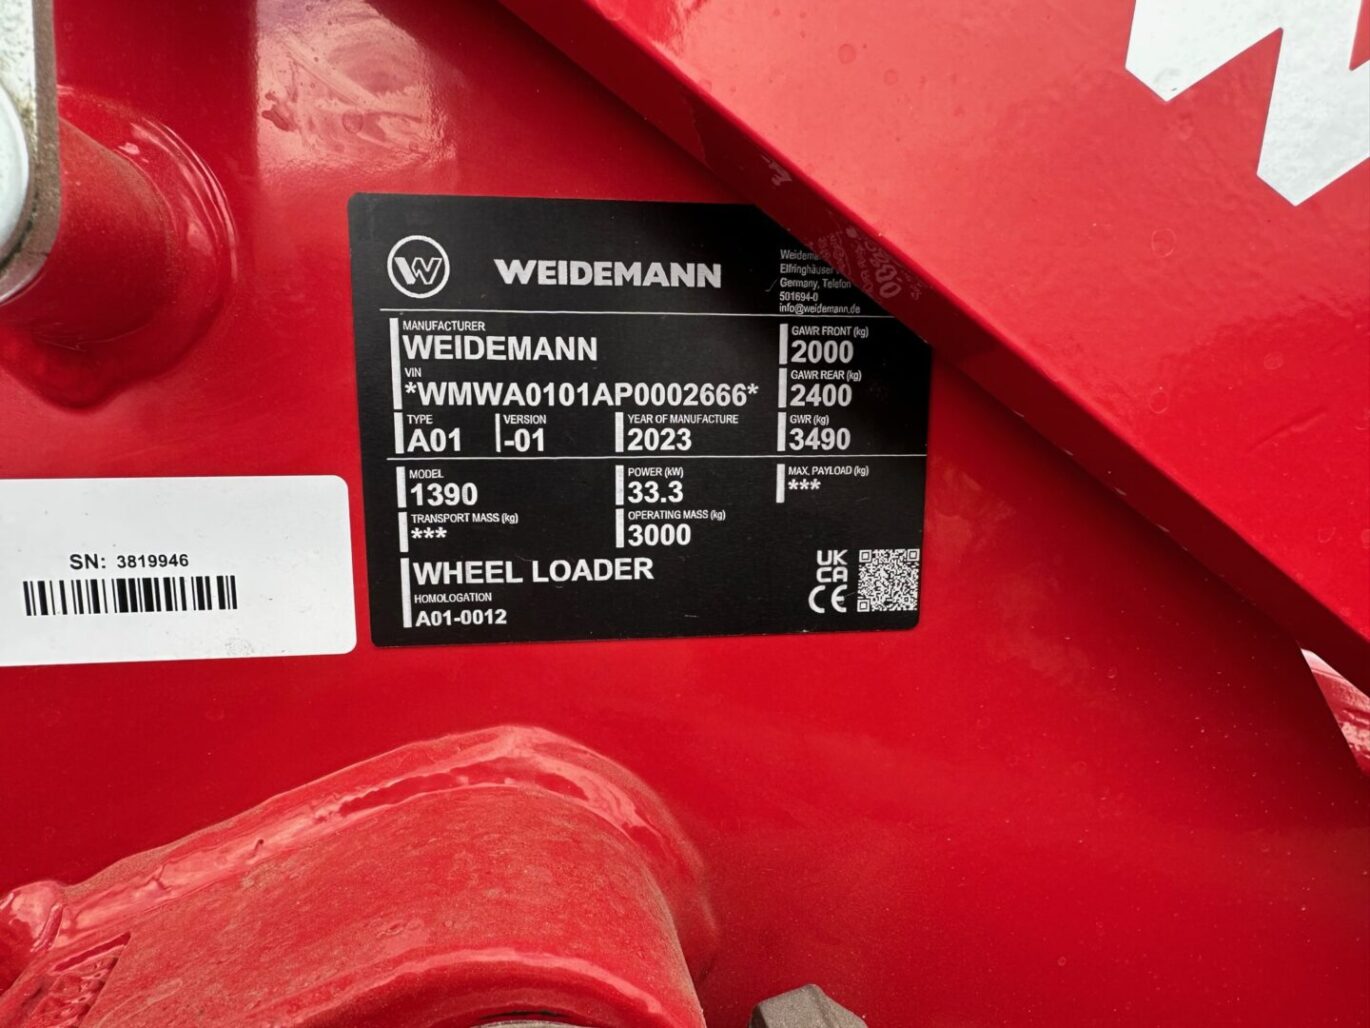 W
WEIDEMANN
Germany, Telefon
501694-0
info@weidemann.de
MANUFACTURER
WEIDEMANN
VIN
*WMWA0101AP0002666*
TYPE
A01
VERSION
-01
YEAR OF MANUFACTURE
2023
GAWR FRONT (kg)
2000
GAWR REAR (kg)
2400
GWR (kg)
3490
MODEL
1390
POWER (kW)
33.3
MAX. PAYLOAD (kg)
***
TRANSPORT MASS (kg)
***
OPERATING MASS (kg)
3000
WHEEL LOADER
HOMOLOGATION
A01-0012
UK
CA
CE
SN: 3819946